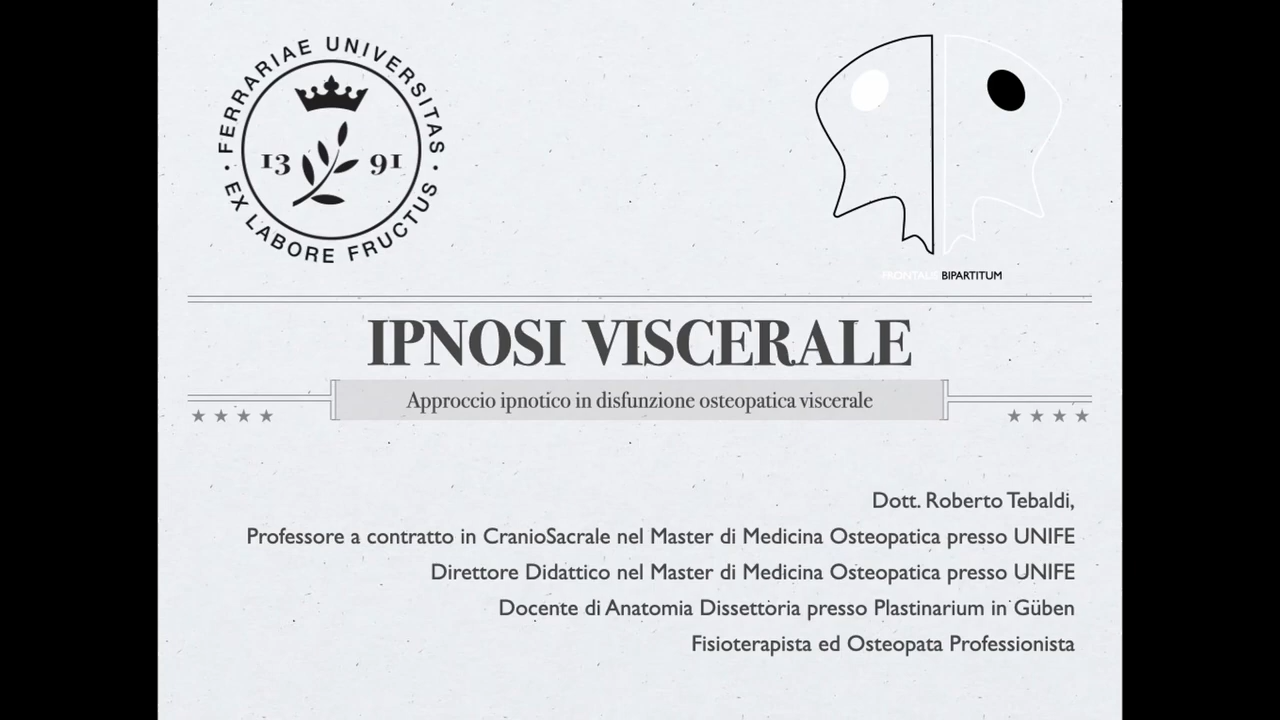 FERRARIAE UNIVERSITAS
13 91
EX LABORE FRUCTUS
FRONTALIS BIPARTITUM
IPNOSI VISCERALE
Approccio ipnotico in disfunzione osteopatica viscerale
Dott. Roberto Tebaldi,
Professore a contratto in CranioSacrale nel Master di Medicina Osteopatica presso UNIFE
Direttore Didattico nel Master di Medicina Osteopatica presso UNIFE
Docente di Anatomia Dissettoria presso Plastinarium in Güben
Fisioterapista ed Osteopata Professionista